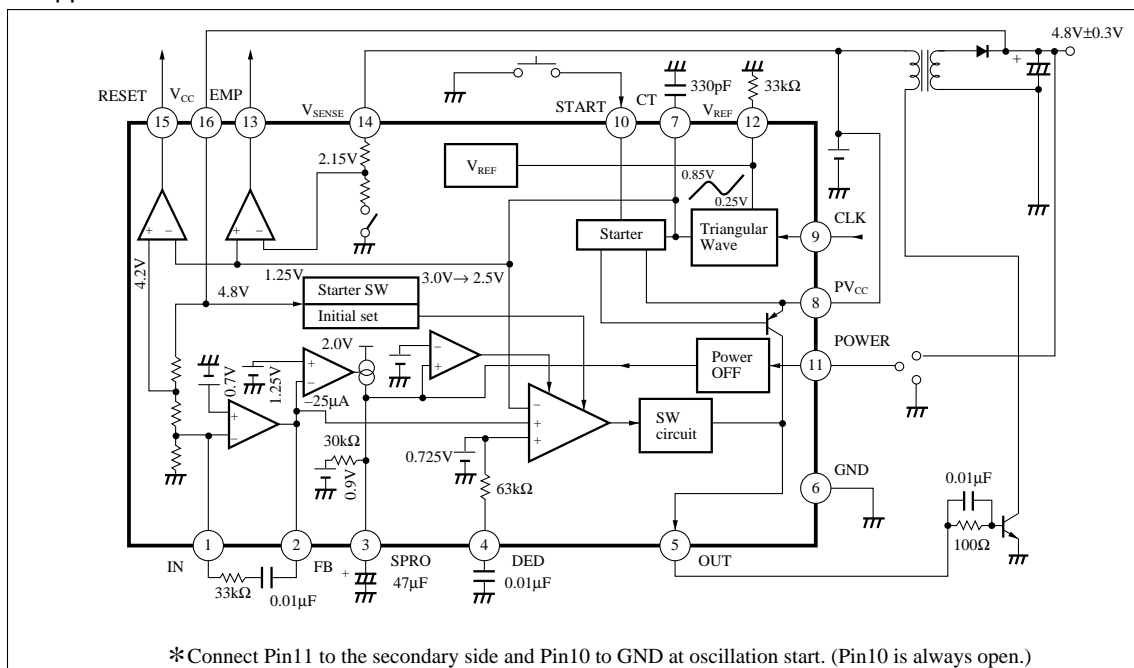 4.8V±0.3V
330pF
33kΩ
RESET
VCC
EMP
VSENSE
START
CT
VREF
15
16
13
14
10
7
12
2.15V
VREF
0.85V
0.25V
CLK
+ −
+ −
Starter
Triangular
Wave
9
4.2V
1.25V
3.0V→ 2.5V
4.8V
Starter SW
Initial set
PVCC
8
2.0V
POWER
0.7V
1.25V
+
−
−
+
Power
OFF
11
−25μA
+
−
−
+
+
SW
circuit
30kΩ
0.9V
0.725V
63kΩ
GND
6
0.01μF
100Ω
1
2
3
4
5
IN
FB
SPRO
DED
OUT
33kΩ
0.01μF
+
47μF
0.01μF
+
*Connect Pin11 to the secondary side and Pin10 to GND at oscillation start. (Pin10 is always open.)